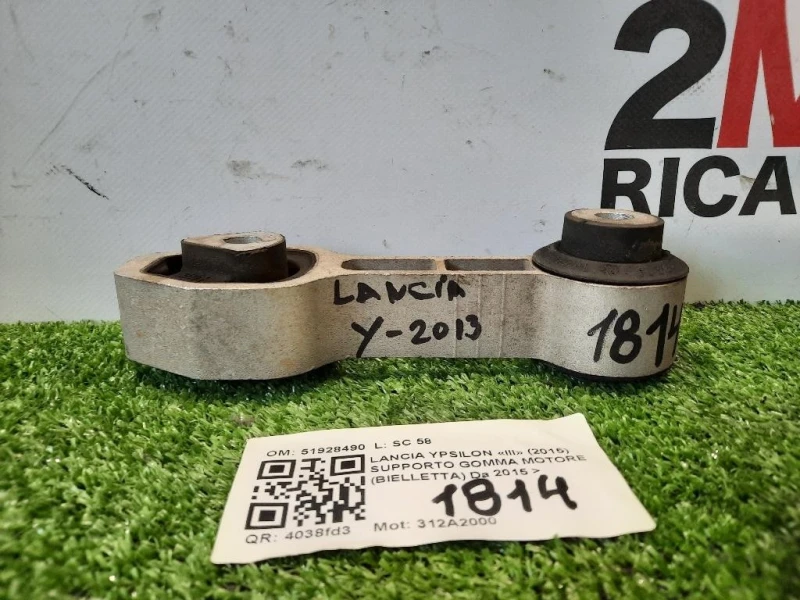 2M
RICA
LANCIA
Y-2013
1814
OM: 51928490 L: SC 58
LANCIA YPSILON «III» (2015)
SUPPORTO GOMMA MOTORE
(BIELLETTA) Da 2015 >
1814
QR: 4038fd3 Mot: 312A2000